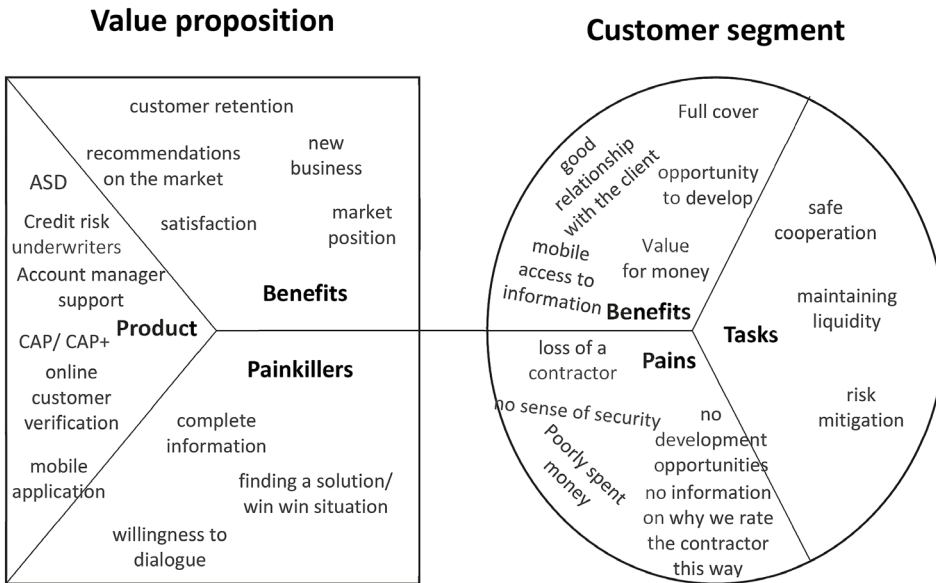 Value proposition
Customer segment
customer retention
recommendations
on the market
new
business
satisfaction
market
position
Benefits
ASD
Credit risk
underwriters
Account manager
support
Product
CAP/ CAP+
online
customer
verification
mobile
application
Painkillers
complete
information
finding a solution/
win win situation
willingness to
dialogue
Full cover
good
relationship
with the client
opportunity
to develop
mobile
access to
information
Value
for money
Benefits
safe
cooperation
maintaining
liquidity
Tasks
risk
mitigation
loss of a
contractor
Pains
no sense of security
Poorly spent
money
no
development
opportunities
no information
on why we rate
the contractor
this way